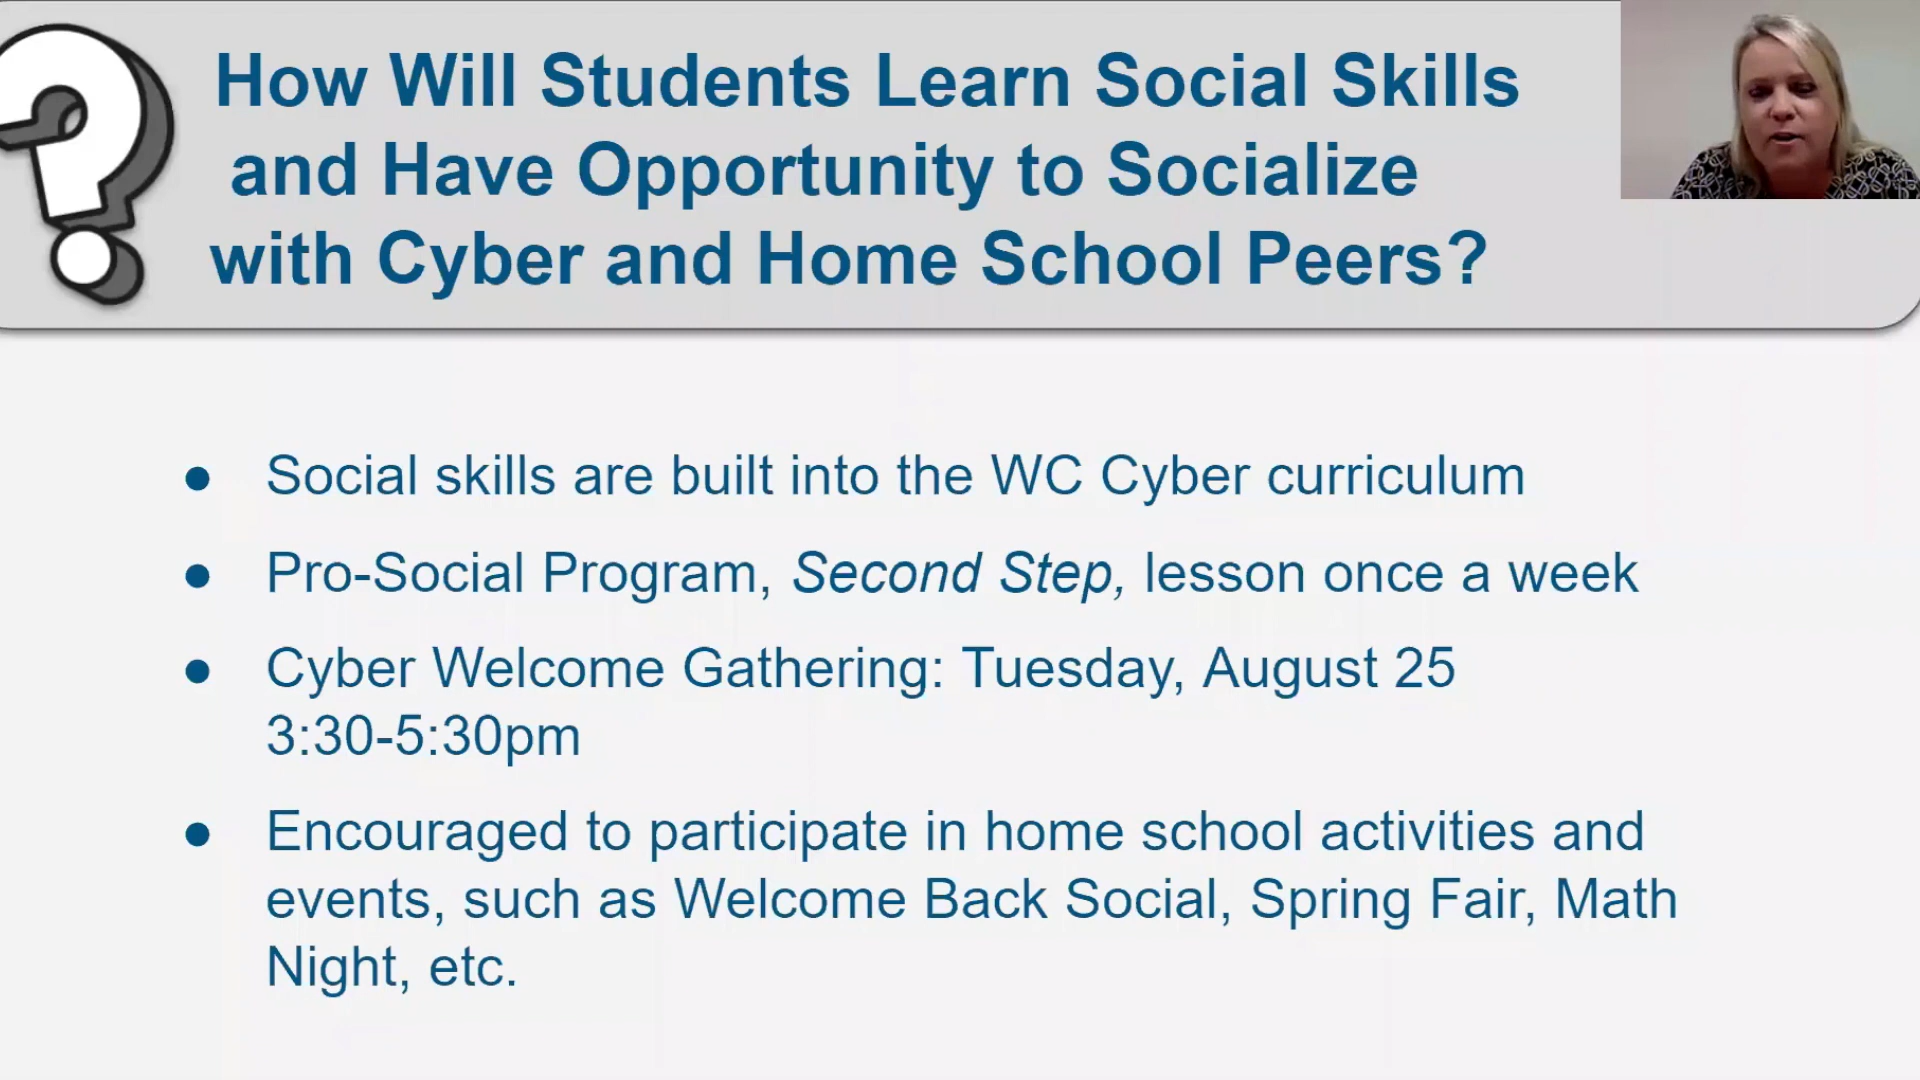 How Will Students Learn Social Skills
and Have Opportunity to Socialize
with Cyber and Home School Peers?
● Social skills are built into the WC Cyber curriculum
● Pro-Social Program, Second Step, lesson once a week
● Cyber Welcome Gathering: Tuesday, August 25
3:30-5:30pm
● Encouraged to participate in home school activities and
events, such as Welcome Back Social, Spring Fair, Math
Night, etc.